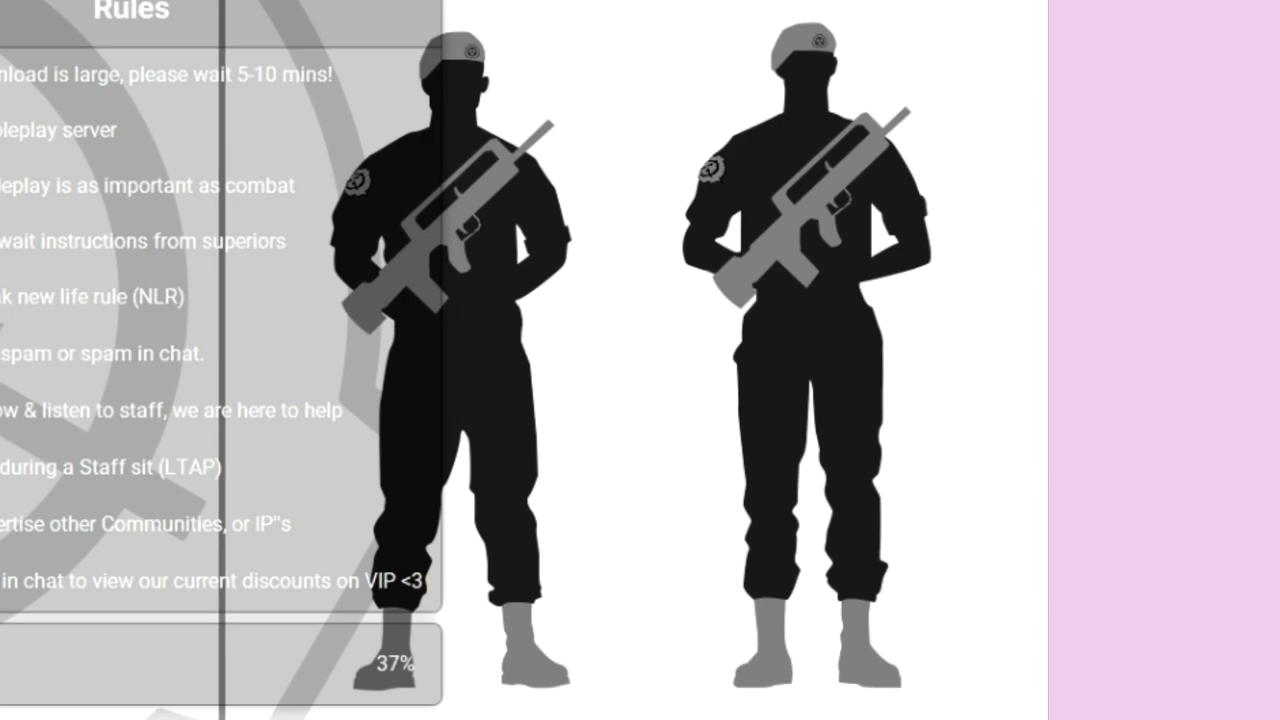 Rules
nload is large, please wait 5-10 mins!
oleplay server
leplay is as important as combat
wait instructions from superiors
k new life rule (NLR)
spam or spam in chat.
ow & listen to staff, we are here to help
during a Staff sit (LTAP)
ertise other Communities, or IP"s
in chat to view our current discounts on VIP <3
37%